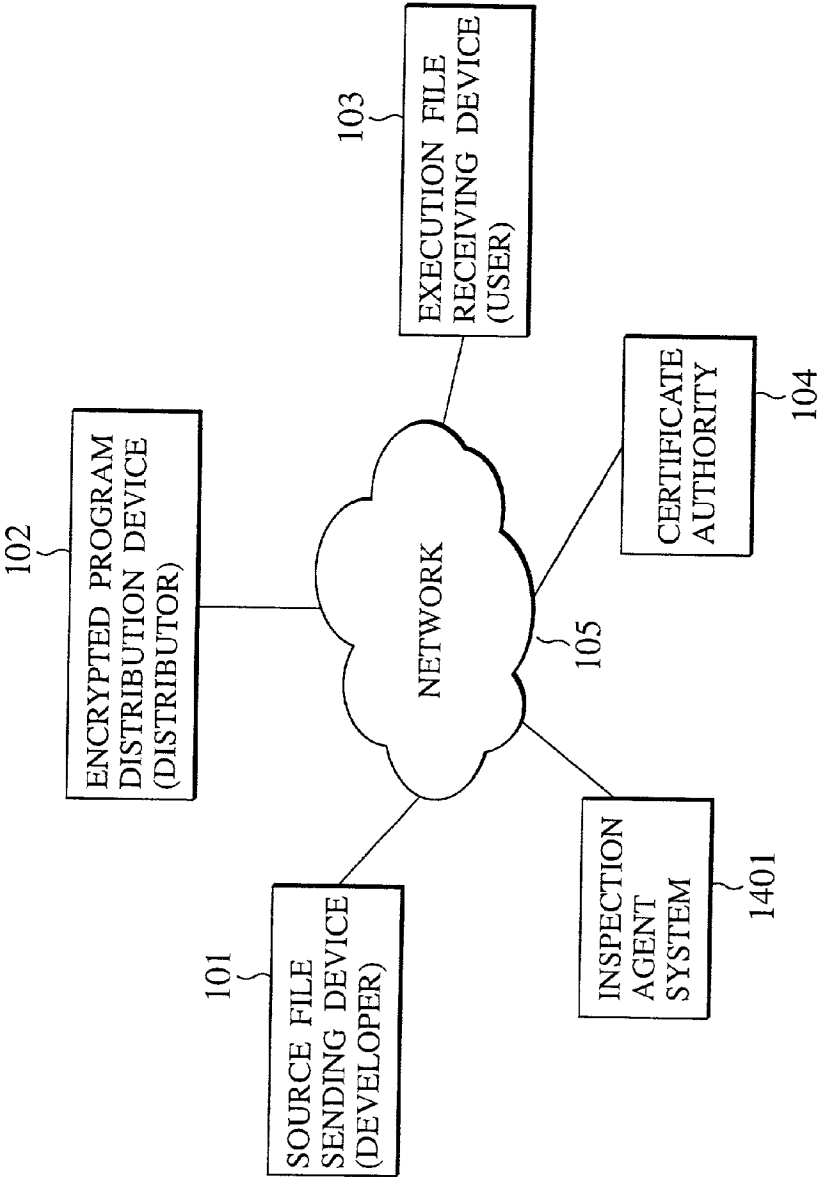 102
ENCRYPTED PROGRAM
DISTRIBUTION DEVICE
(DISTRIBUTOR)
101
SOURCE FILE
SENDING DEVICE
(DEVELOPER)
103
EXECUTION FILE
RECEIVING DEVICE
(USER)
NETWORK
105
INSPECTION
AGENT
SYSTEM
1401
CERTIFICATE
AUTHORITY
104